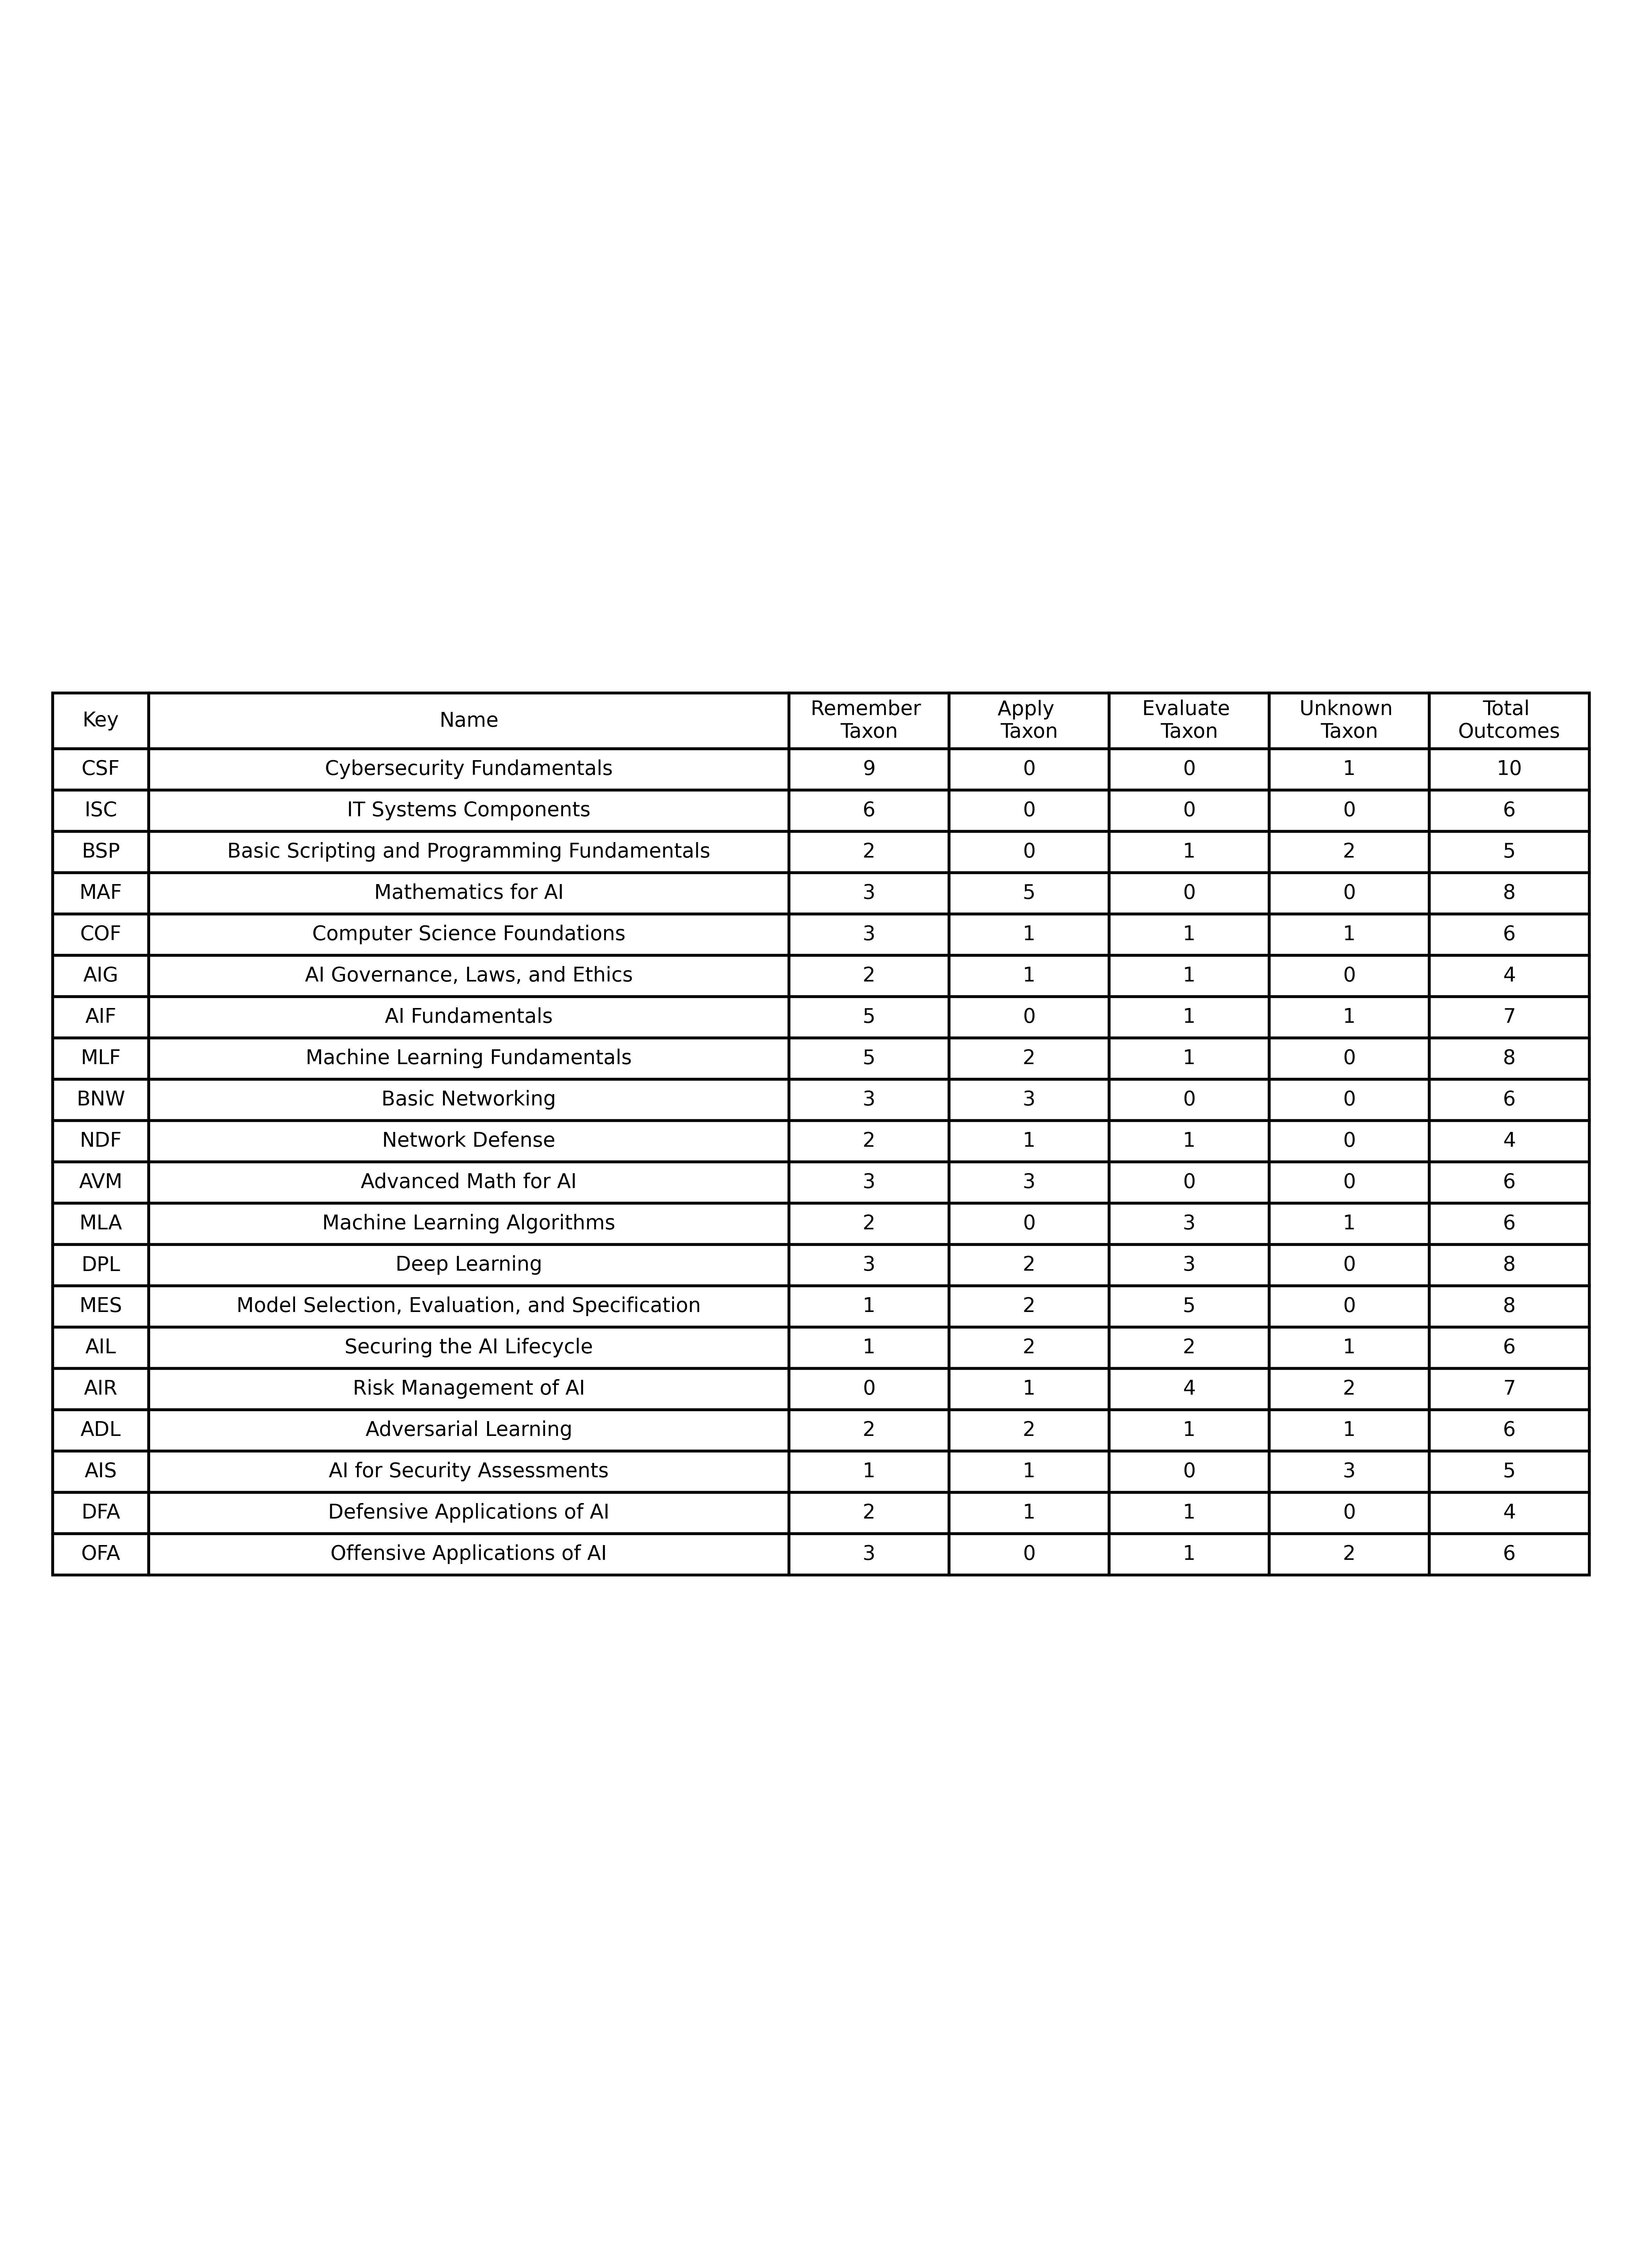 Key Name Remember Taxon Apply Taxon Evaluate Taxon Unknown Taxon Total Outcomes
CSF Cybersecurity Fundamentals 9 0 0 1 10
ISC IT Systems Components 6 0 0 0 6
BSP Basic Scripting and Programming Fundamentals 2 0 1 2 5
MAF Mathematics for AI 3 5 0 0 8
COF Computer Science Foundations 3 1 1 1 6
AIG AI Governance, Laws, and Ethics 2 1 1 0 4
AIF AI Fundamentals 5 0 1 1 7
MLF Machine Learning Fundamentals 5 2 1 0 8
BNW Basic Networking 3 3 0 0 6
NDF Network Defense 2 1 1 0 4
AVM Advanced Math for AI 3 3 0 0 6
MLA Machine Learning Algorithms 2 0 3 1 6
DPL Deep Learning 3 2 3 0 8
MES Model Selection, Evaluation, and Specification 1 2 5 0 8
AIL Securing the AI Lifecycle 1 2 2 1 6
AIR Risk Management of AI 0 1 4 2 7
ADL Adversarial Learning 2 2 1 1 6
AIS AI for Security Assessments 1 1 0 3 5
DFA Defensive Applications of AI 2 1 1 0 4
OFA Offensive Applications of AI 3 0 1 2 6